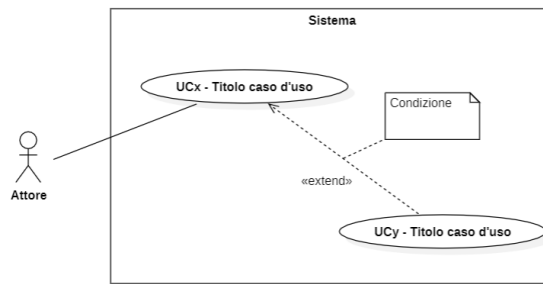 Sistema
UCx - Titolo caso d'uso
Condizione
Attore
«extend»
UCy - Titolo caso d'uso